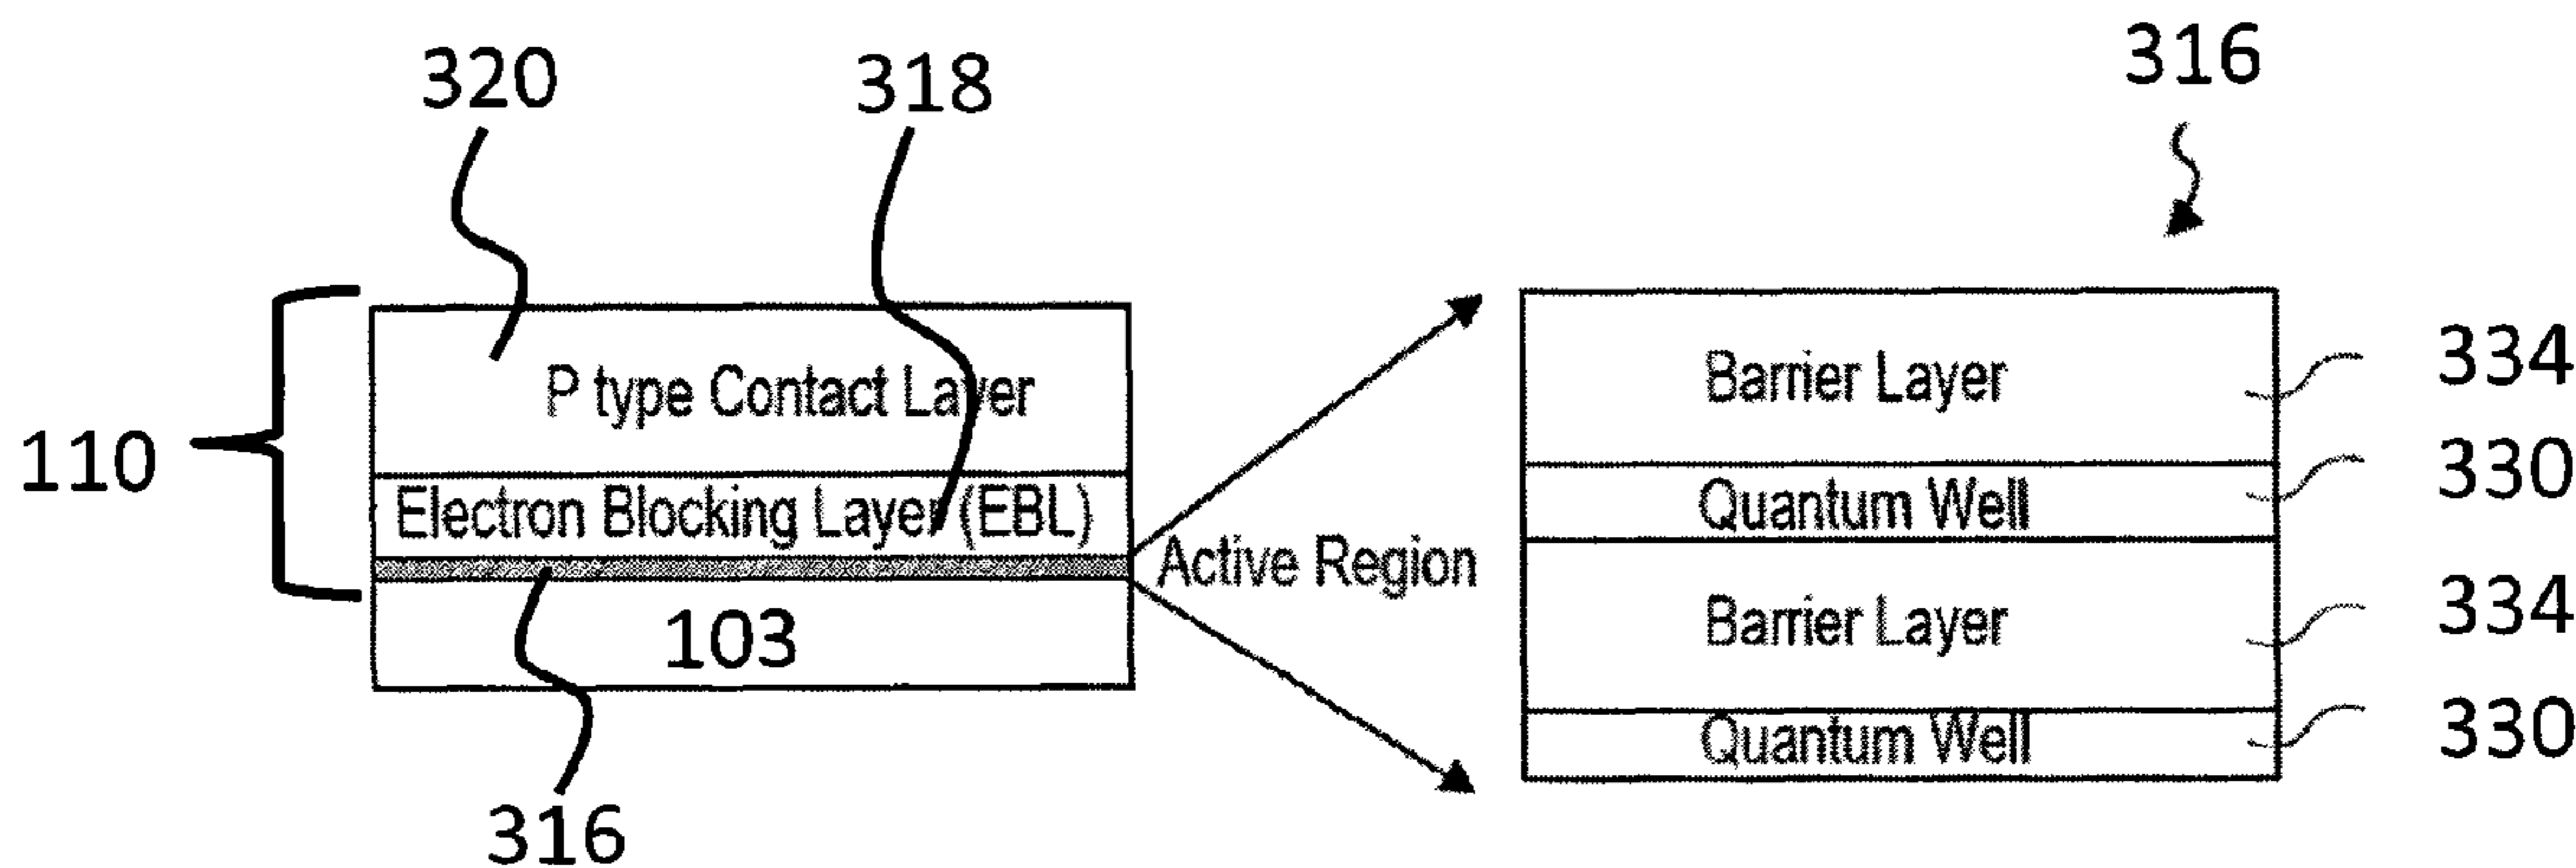 320
318
316
P type Contact Layer
110
Electron Blocking Layer (EBL)
Active Region
103
316
Barrier Layer
334
Quantum Well
330
Barrier Layer
334
Quantum Well
330